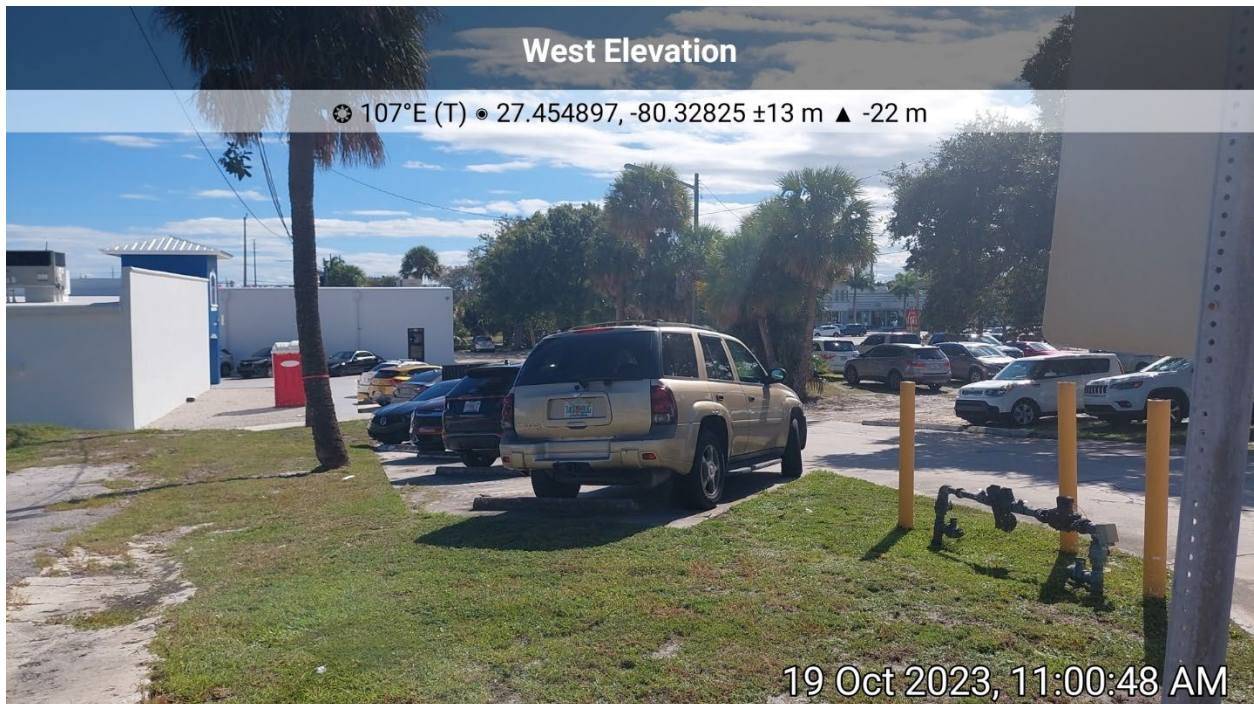 West Elevation
107°E (T) 27.454897, -80.32825 ±13 m ▲ -22 m
19 Oct 2023, 11:00:48 AM